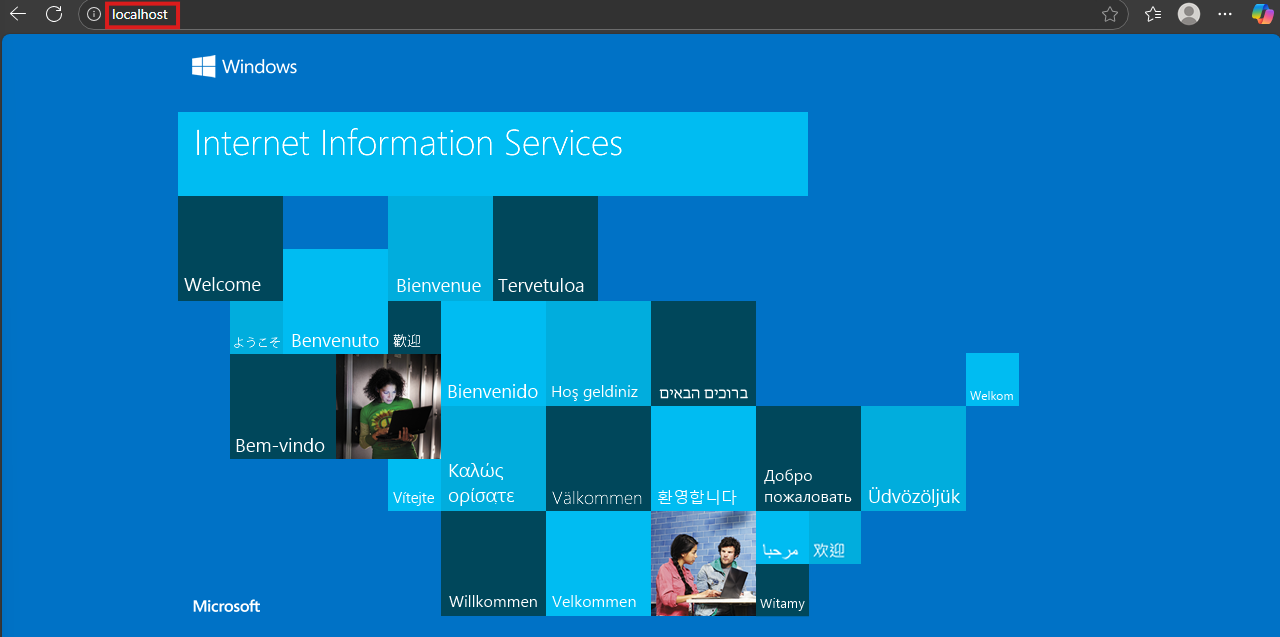 localhost
Windows
Internet Information Services
Welcome
Bienvenue
Tervetuloa
ようこそ
Benvenuto
歡迎
Bienvenido
Hoş geldiniz
ברוכים הבאים
Welkom
Bem-vindo
Vítejte
Καλώς
ορίσατε
Välkommen
환영합니다
Добро
пожаловать
Üdvözöljük
Willkommen
Velkommen
مرحبا
欢迎
Witamy
Microsoft